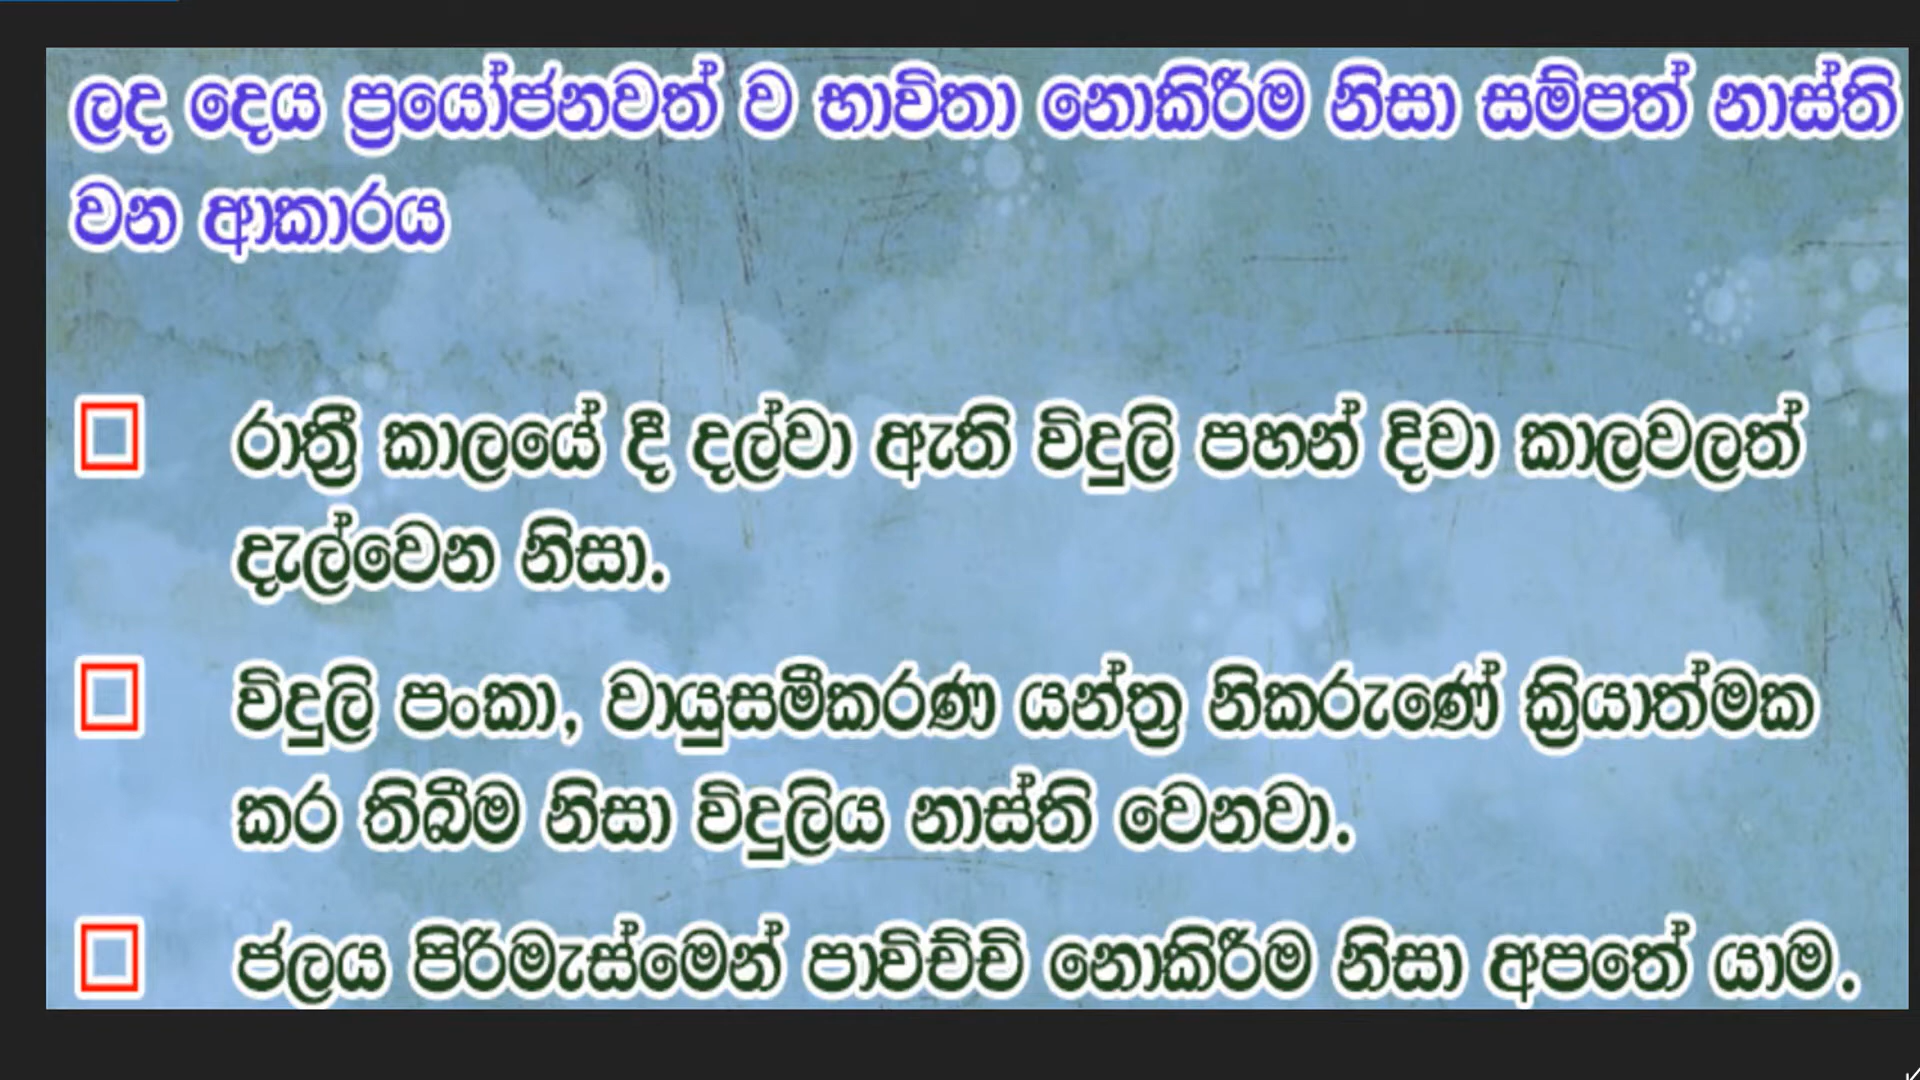 ලද දෙය ප්‍රයෝජනවත් ව භාවිතා නොකිරීම නිසා සම්පත් නාස්ති
වන ආකාරය
රාත්‍රී කාලයේ දී දල්වා ඇති විදුලි පහන් දිවා කාලවලත්
දැල්වෙන නිසා.
විදුලි පංකා, වායුසමීකරණ යන්ත්‍ර නිකරුණේ ක්‍රියාත්මක
කර තිබීම නිසා විදුලිය නාස්ති වෙනවා.
ජලය පිරිමැස්මෙන් පාවිච්චි නොකිරීම නිසා අපතේ යාම.